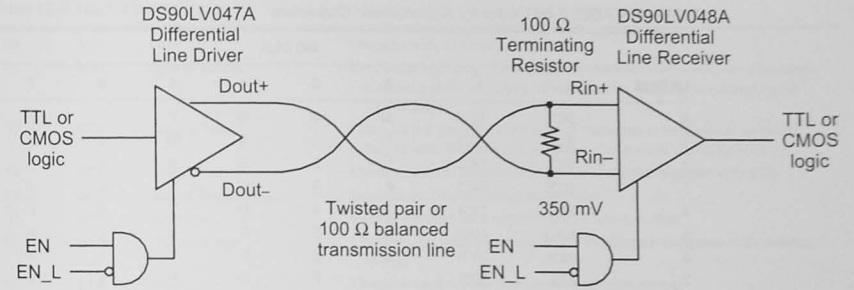 DS90LV047A
Differential
Line Driver
Dout+
TTL or
CMOS
logic
Dout–
EN
EN_L
Twisted pair or
100 Ω balanced
transmission line
100 Ω
Terminating
Resistor
DS90LV048A
Differential
Line Receiver
Rin+
Rin–
350 mV
TTL or
CMOS
logic
EN
EN_L